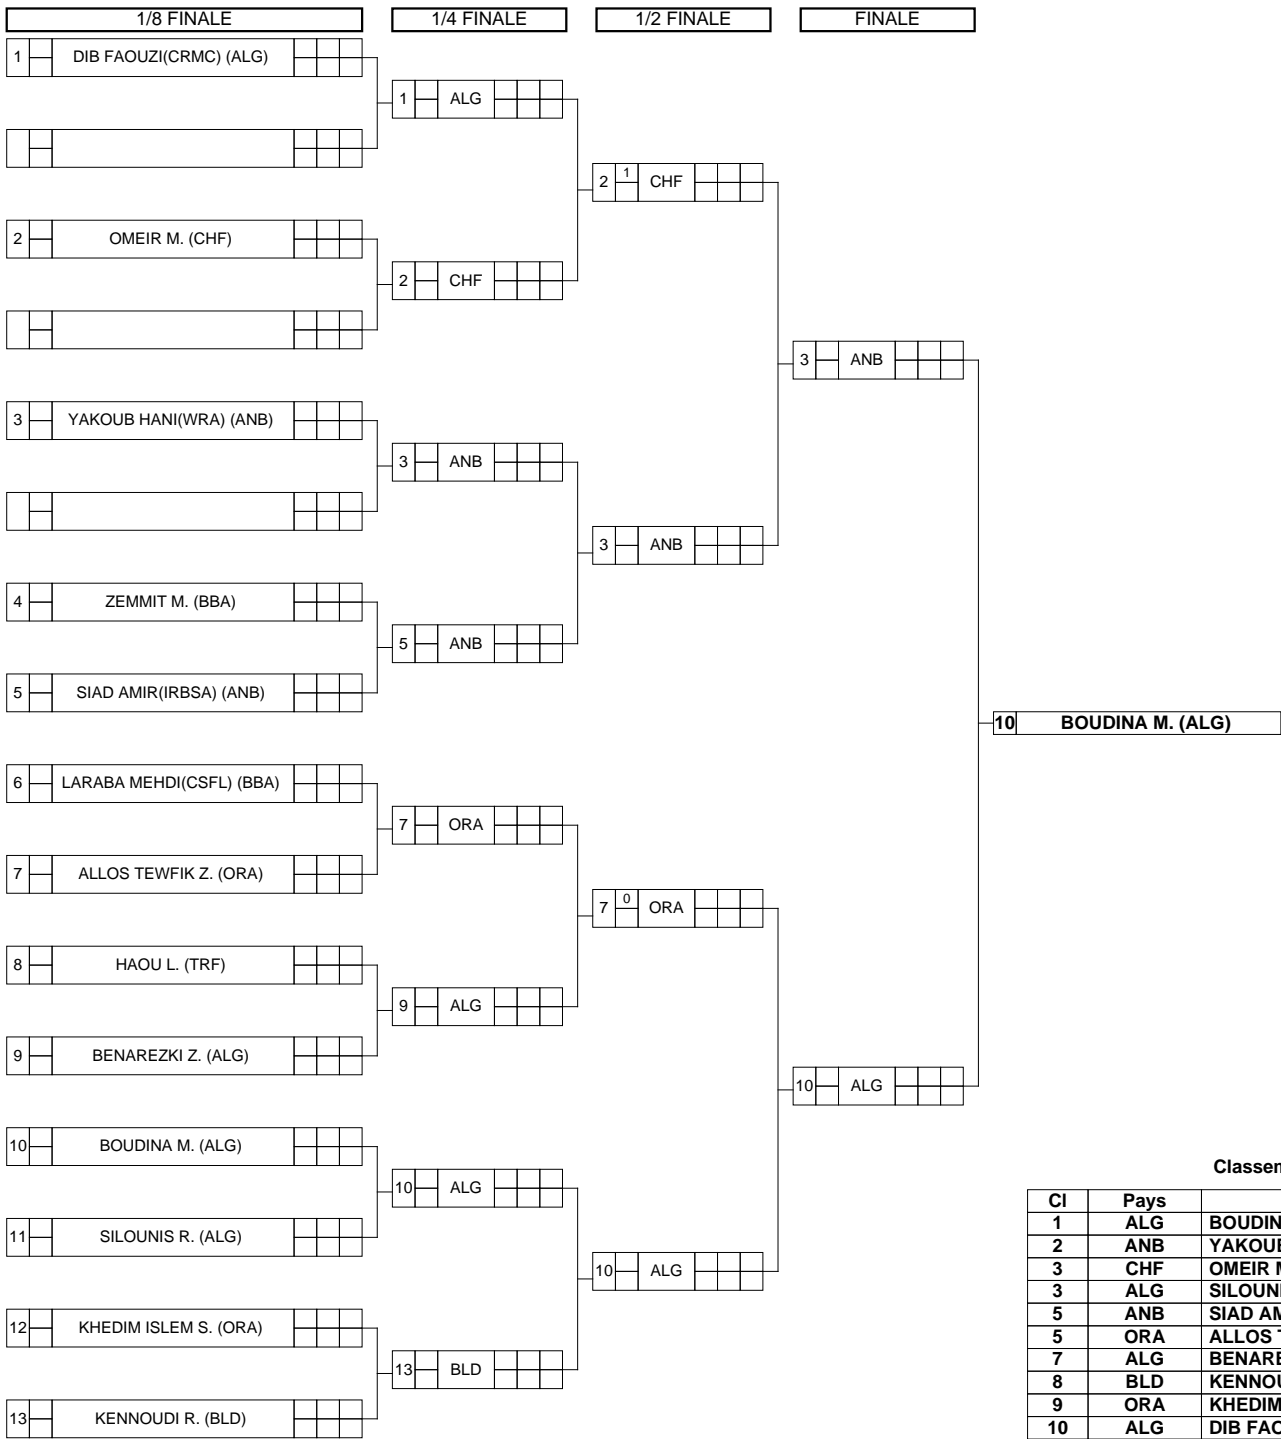 1/8 FINALE 1/4 FINALE 1/2 FINALE FINALE
1 DIB FAOUZI(CRMC) (ALG)
1 ALG
2 1 CHF
2 OMEIR M. (CHF)
2 CHF
3 ANB
3 YAKOUB HANI(WRA) (ANB)
3 ANB
3 ANB
4 ZEMMIT M. (BBA)
5 ANB
5 SIAD AMIR(IRBSA) (ANB)
10 BOUDINA M. (ALG)
6 LARABA MEHDI(CSFL) (BBA)
7 ORA
7 ALLOS TEWFIK Z. (ORA)
7 0 ORA
8 HAOU L. (TRF)
9 ALG
9 BENAREZKI Z. (ALG)
10 ALG
10 BOUDINA M. (ALG)
10 ALG
11 SILOUNIS R. (ALG)
10 ALG
12 KHEDIM ISLEM S. (ORA)
13 BLD
13 KENNOUDI R. (BLD)
Cl Pays
1 ALG
2 ANB
3 CHF OMEIR
3 ALG
5 ANB SIAD
5 ORA ALLOS
7 ALG
8 BLD
9 ORA KHEDIM
10 ALG DIB